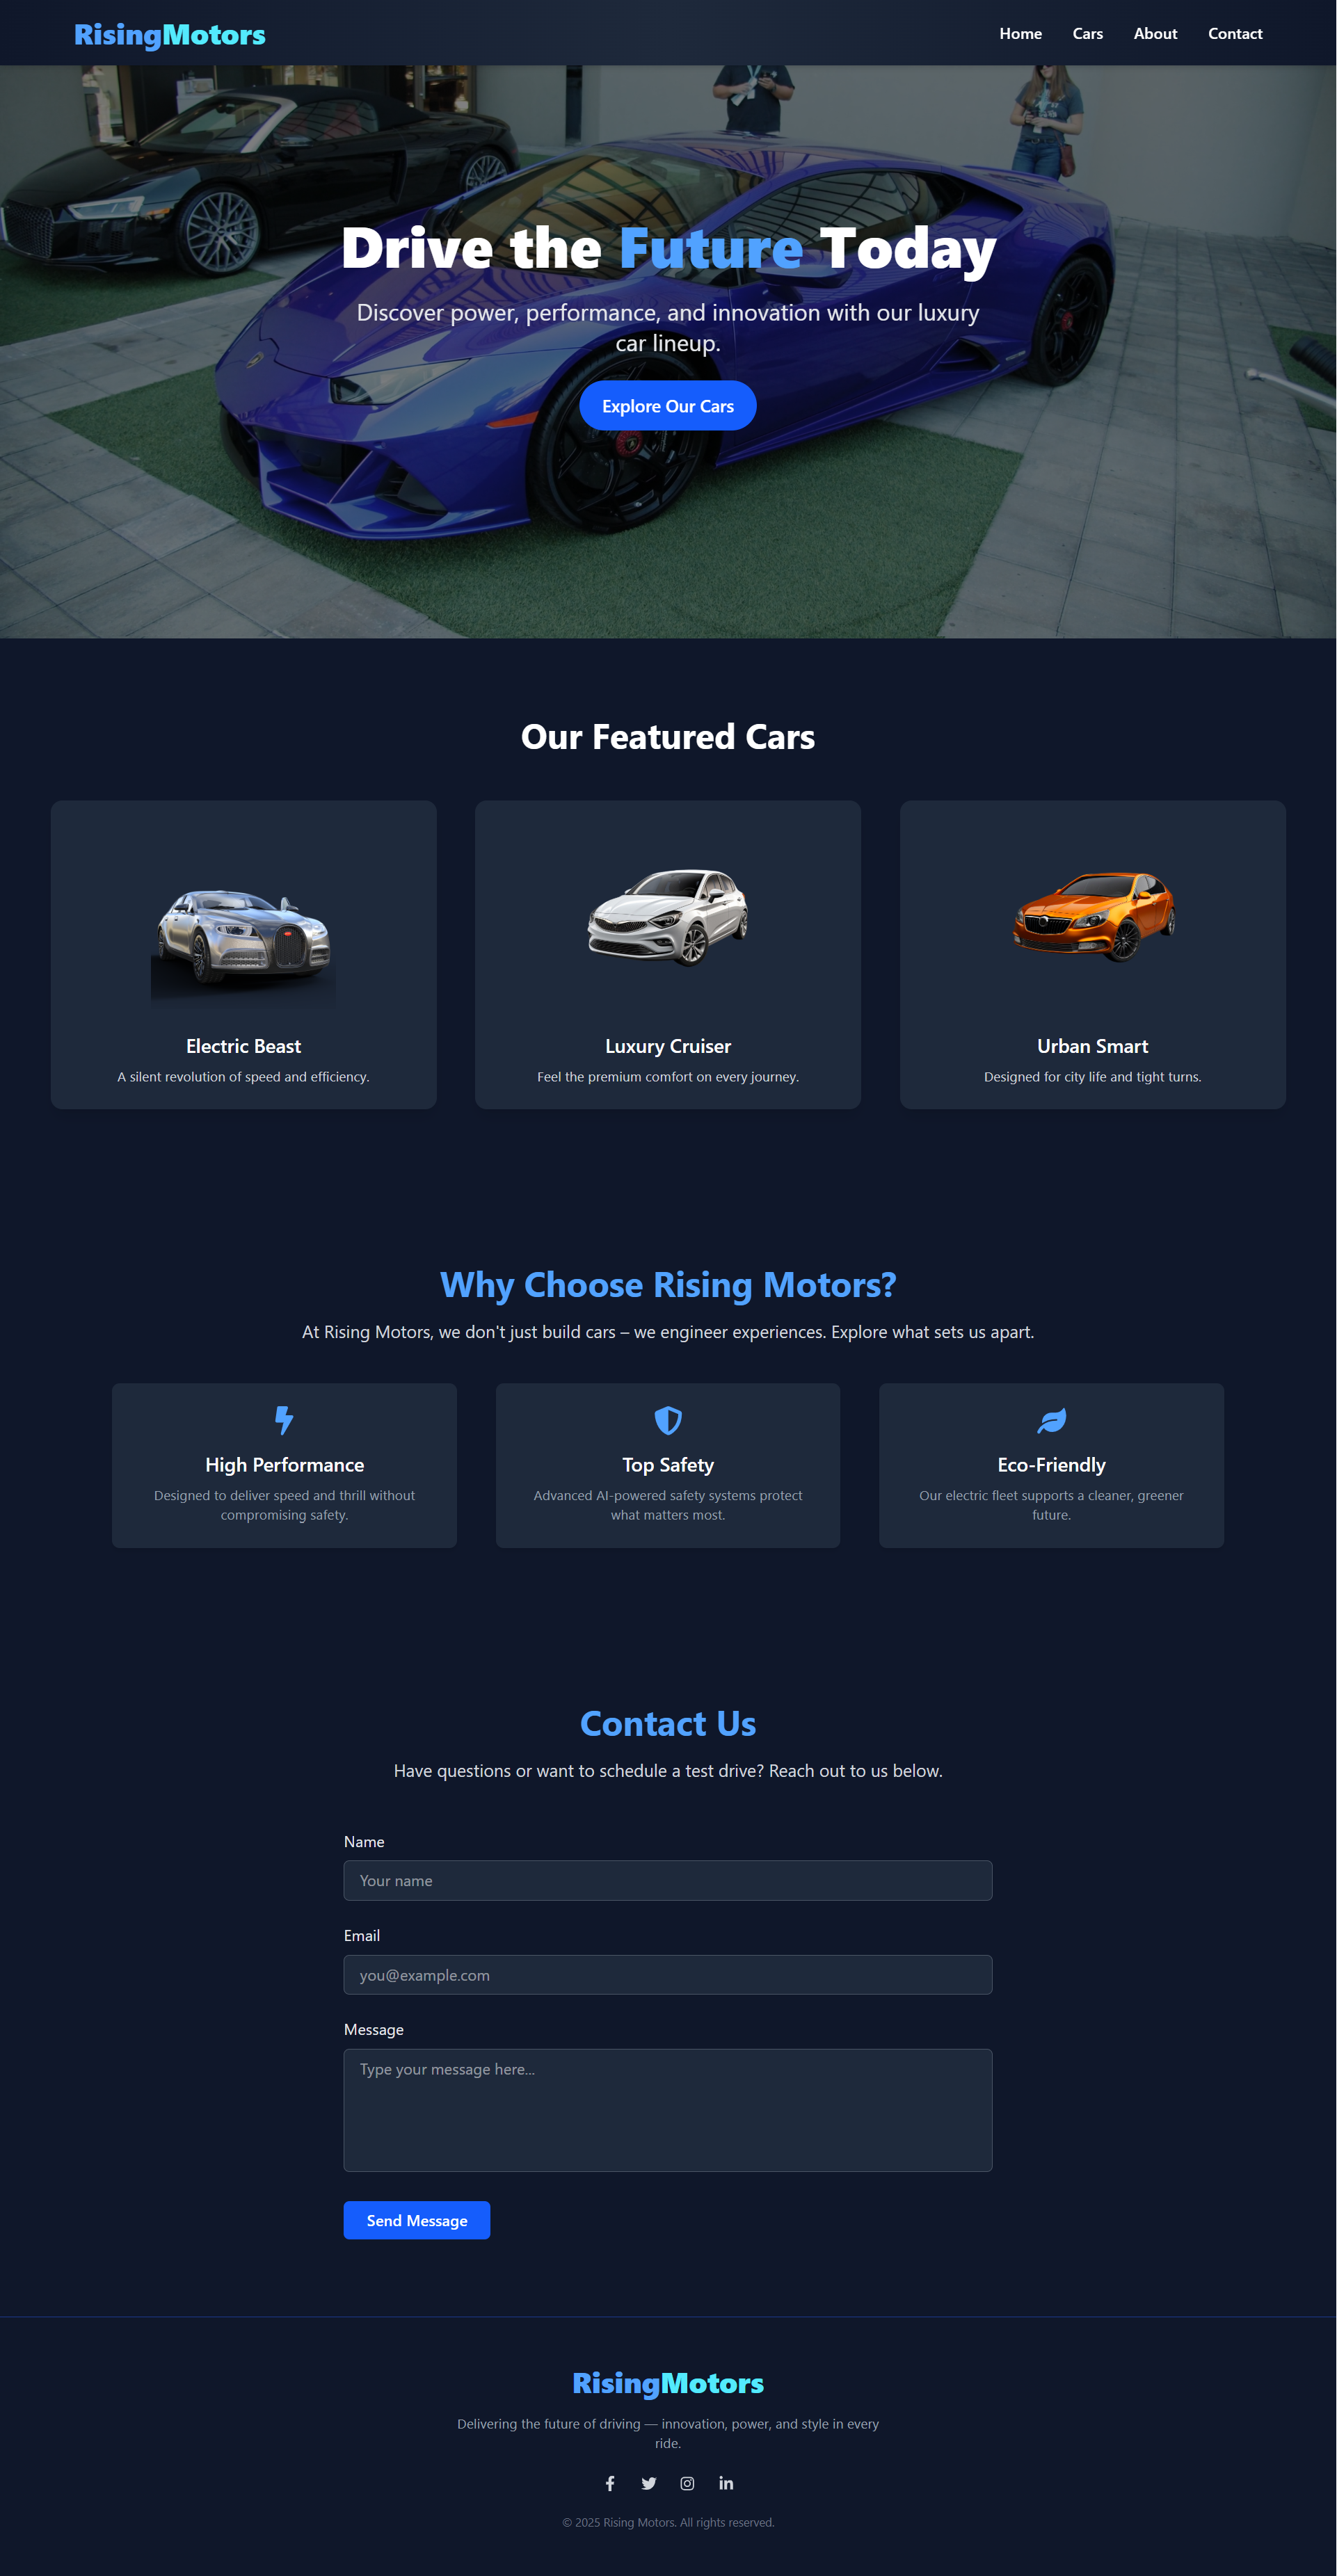 RisingMotors
Home
Cars
About
Contact
Drive the Future Today
Discover power, performance, and innovation with our luxury
car lineup.
Explore Our Cars
Our Featured Cars
Electric Beast
A silent revolution of speed and efficiency.
Luxury Cruiser
Feel the premium comfort on every journey.
Urban Smart
Designed for city life and tight turns.
Why Choose Rising Motors?
At Rising Motors, we don't just build cars – we engineer experiences. Explore what sets us apart.
High Performance
Designed to deliver speed and thrill without
compromising safety.
Top Safety
Advanced AI-powered safety systems protect
what matters most.
Eco-Friendly
Our electric fleet supports a cleaner, greener
future.
Contact Us
Have questions or want to schedule a test drive? Reach out to us below.
Name
Your name
Email
you@example.com
Message
Type your message here...
Send Message
RisingMotors
Delivering the future of driving — innovation, power, and style in every
ride.
© 2025 Rising Motors. All rights reserved.